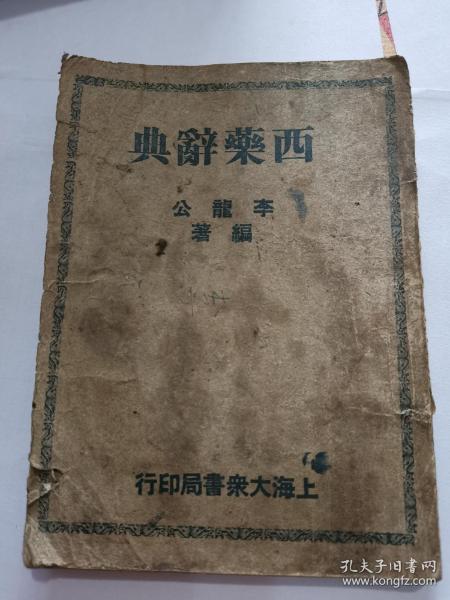 西藥辭典
李龍公
編著
上海大衆書局印行
孔夫子旧书网
www.kongfz.com